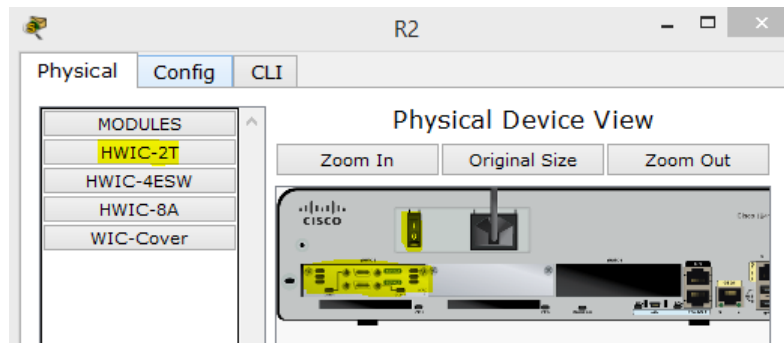 R2
Physical Config CLI
MODULES
HWIC-2T
HWIC-4ESW
HWIC-8A
WIC-Cover
Physical Device View
Zoom In Original Size Zoom Out
CISCO